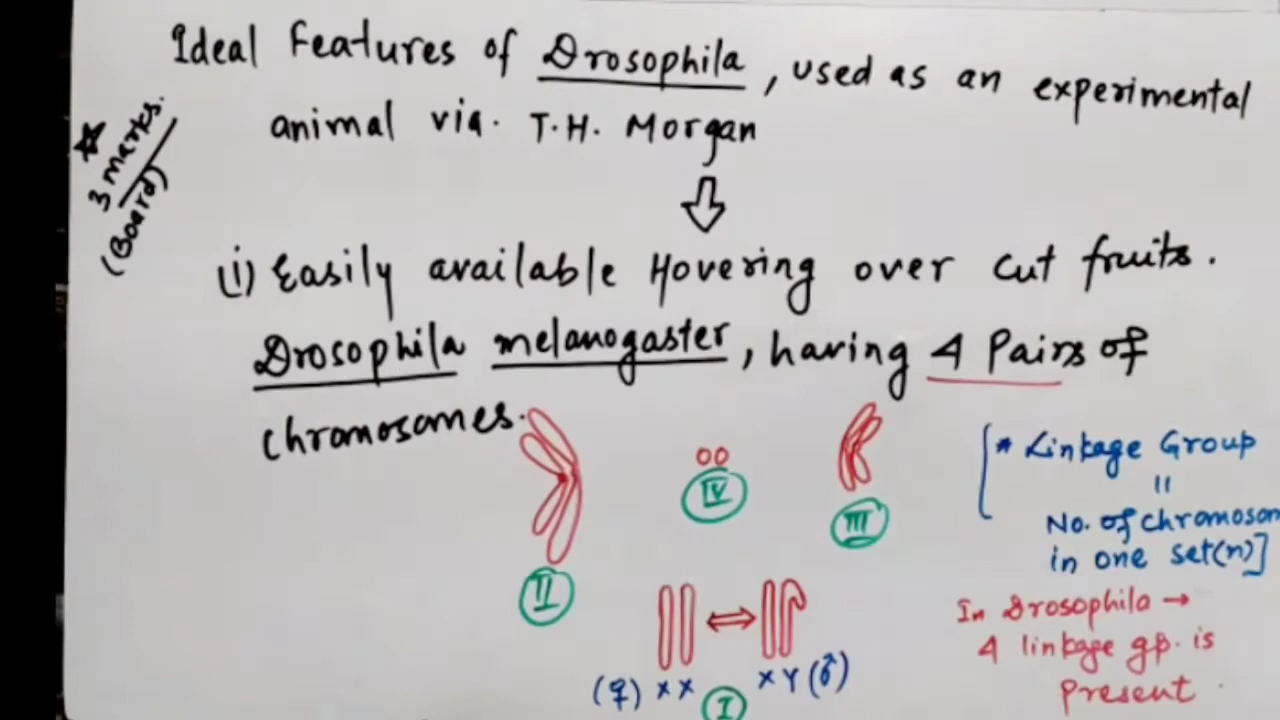 Ideal Features of Drosophila, used as an experimental
animal via. T.H. Morgan
☆
3 marks.
(Board)
(i) Easily available Hovering over cut fruits.
Drosophila melanogaster, having 4 Pairs of
chromosomes.
II
IV
III
* Linkage Group
=
No. of chromosom
in one set(n)]
In Drosophila →
4 linkage gp. is
present
(♀) XX
I
XY (♂)